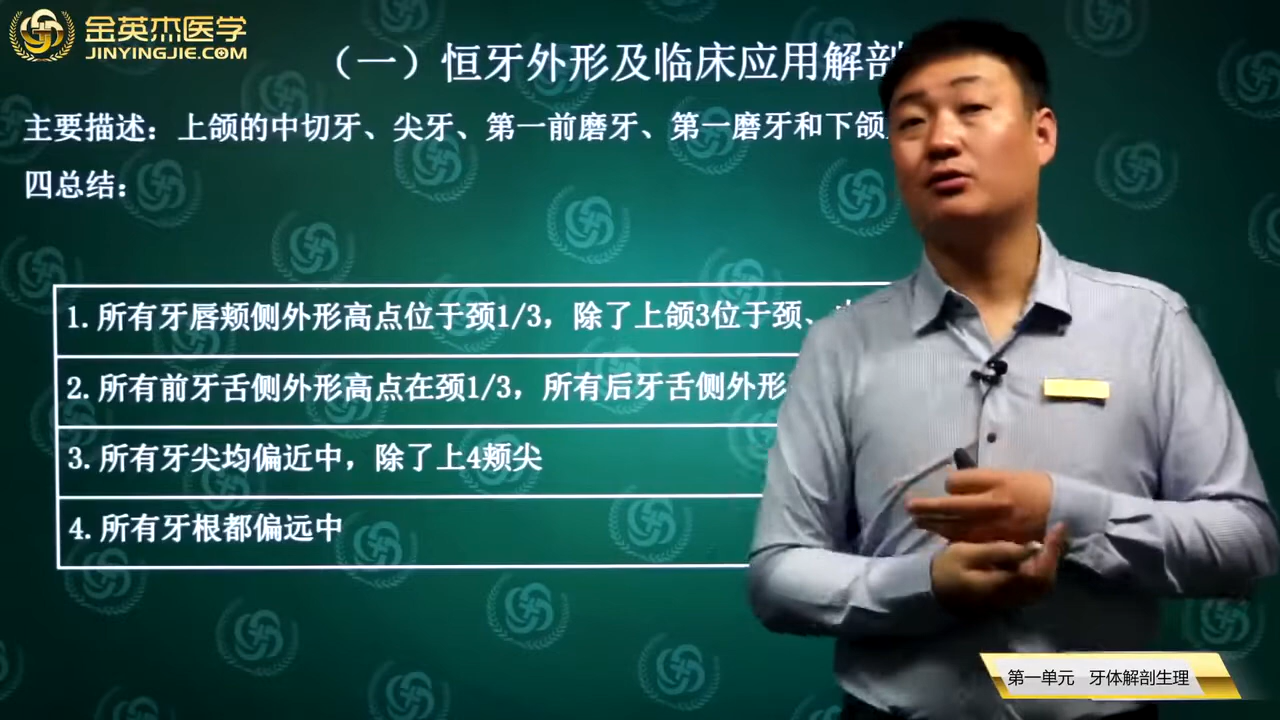 金英杰医学
JINYINGJIE.COM
（一）恒牙外形及临床应用解剖
主要描述：上颌的中切牙、尖牙、第一前磨牙、第一磨牙和下颌
四总结：
1.所有牙唇颊侧外形高点位于颈1/3，除了上颌3位于颈、
2.所有前牙舌侧外形高点在颈1/3，所有后牙舌侧外形
3.所有牙尖均偏近中，除了上4颊尖
4.所有牙根都偏远中
第一单元 牙体解剖生理